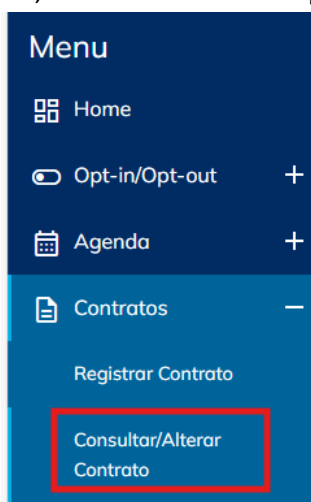 Menu
Home
Opt-in/Opt-out +
Agenda +
Contratos −
Registrar Contrato
Consultar/Alterar
Contrato